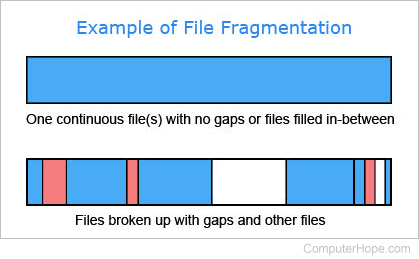 Example of File Fragmentation
One continuous file(s) with no gaps or files filled in-between
Files broken up with gaps and other files
ComputerHope.com